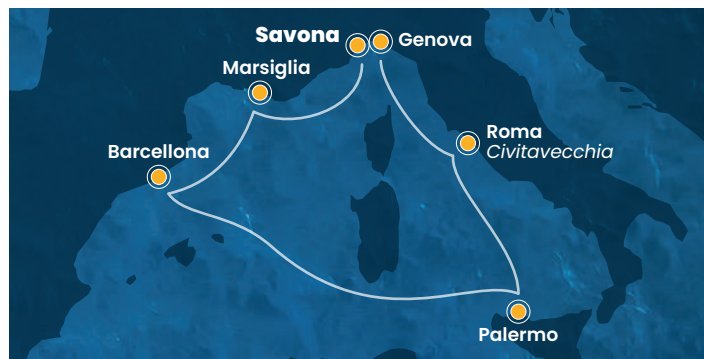 Savona
Genova
Marsiglia
Roma
Civitavecchia
Barcellona
Palermo